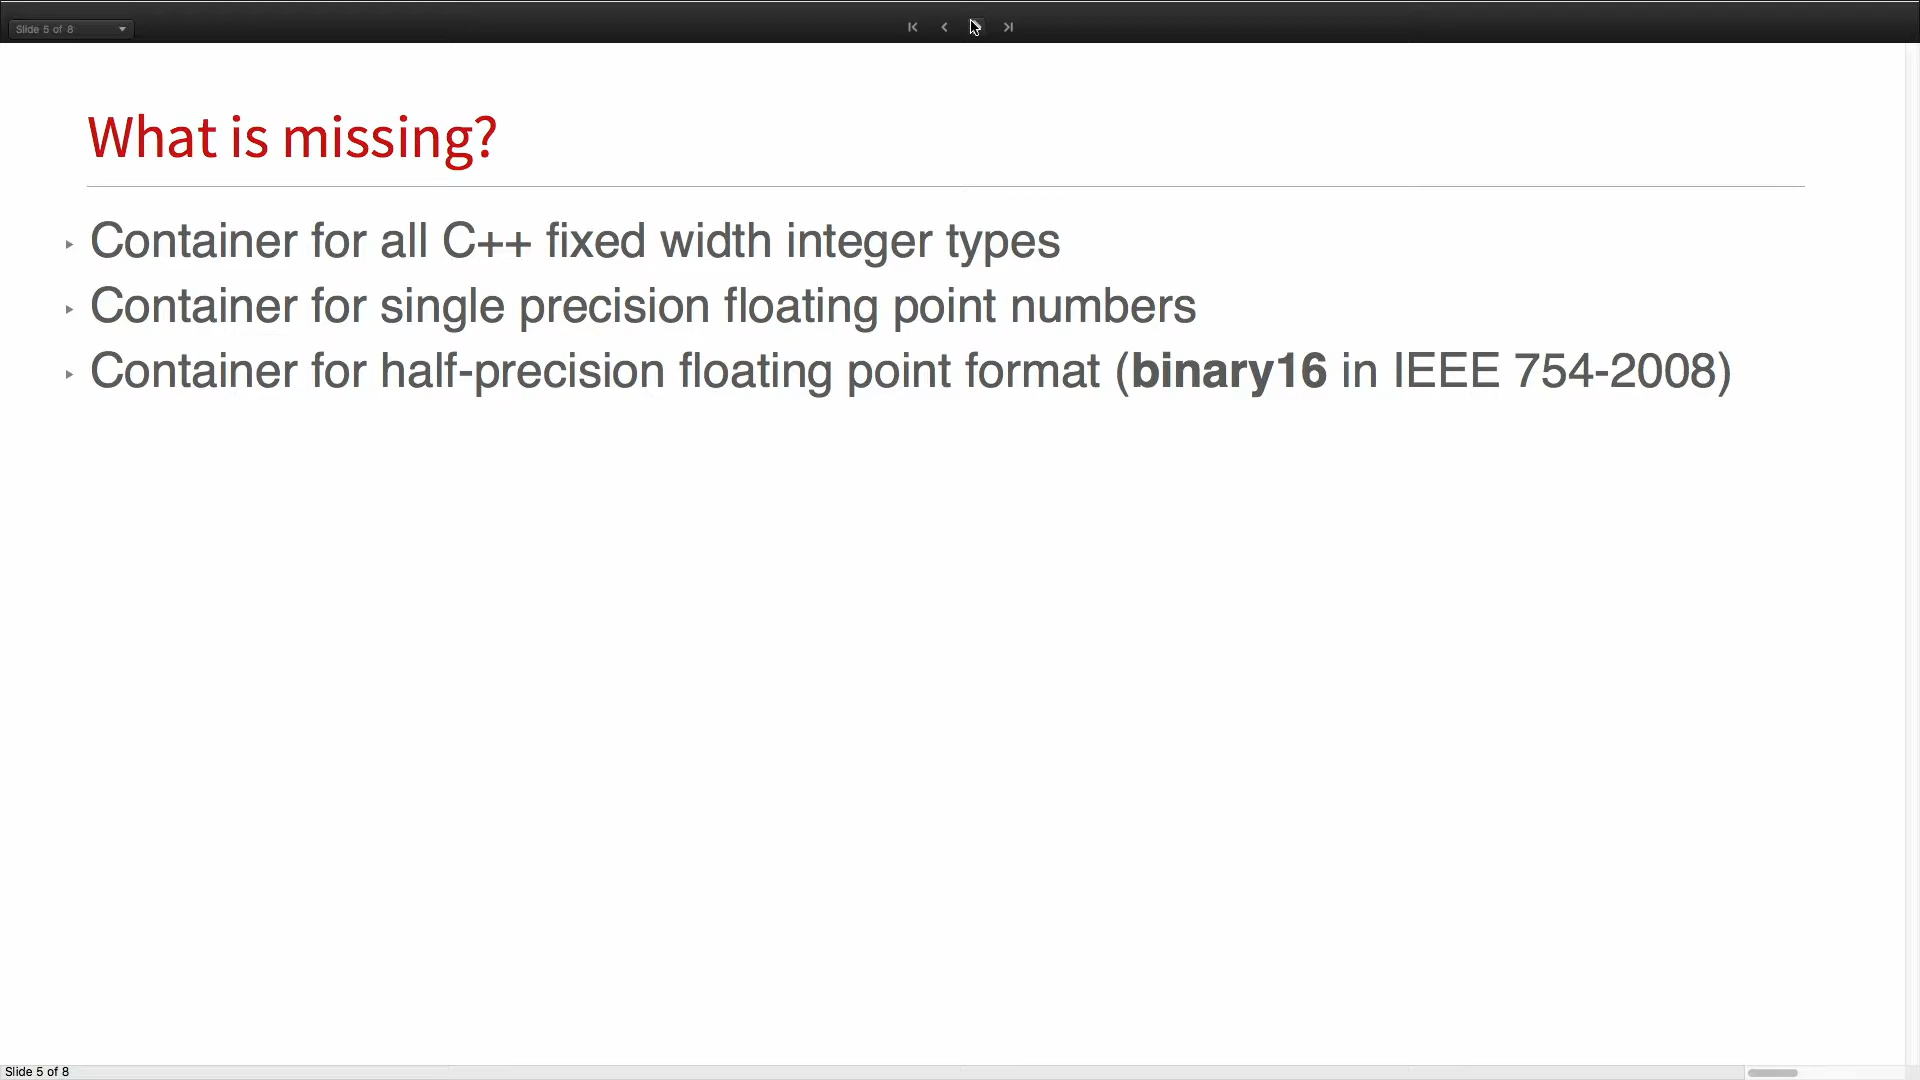 Slide 5 of 8
What is missing?
Container for all C++ fixed width integer types
Container for single precision floating point numbers
Container for half-precision floating point format (binary16 in IEEE 754-2008)
Slide 5 of 8